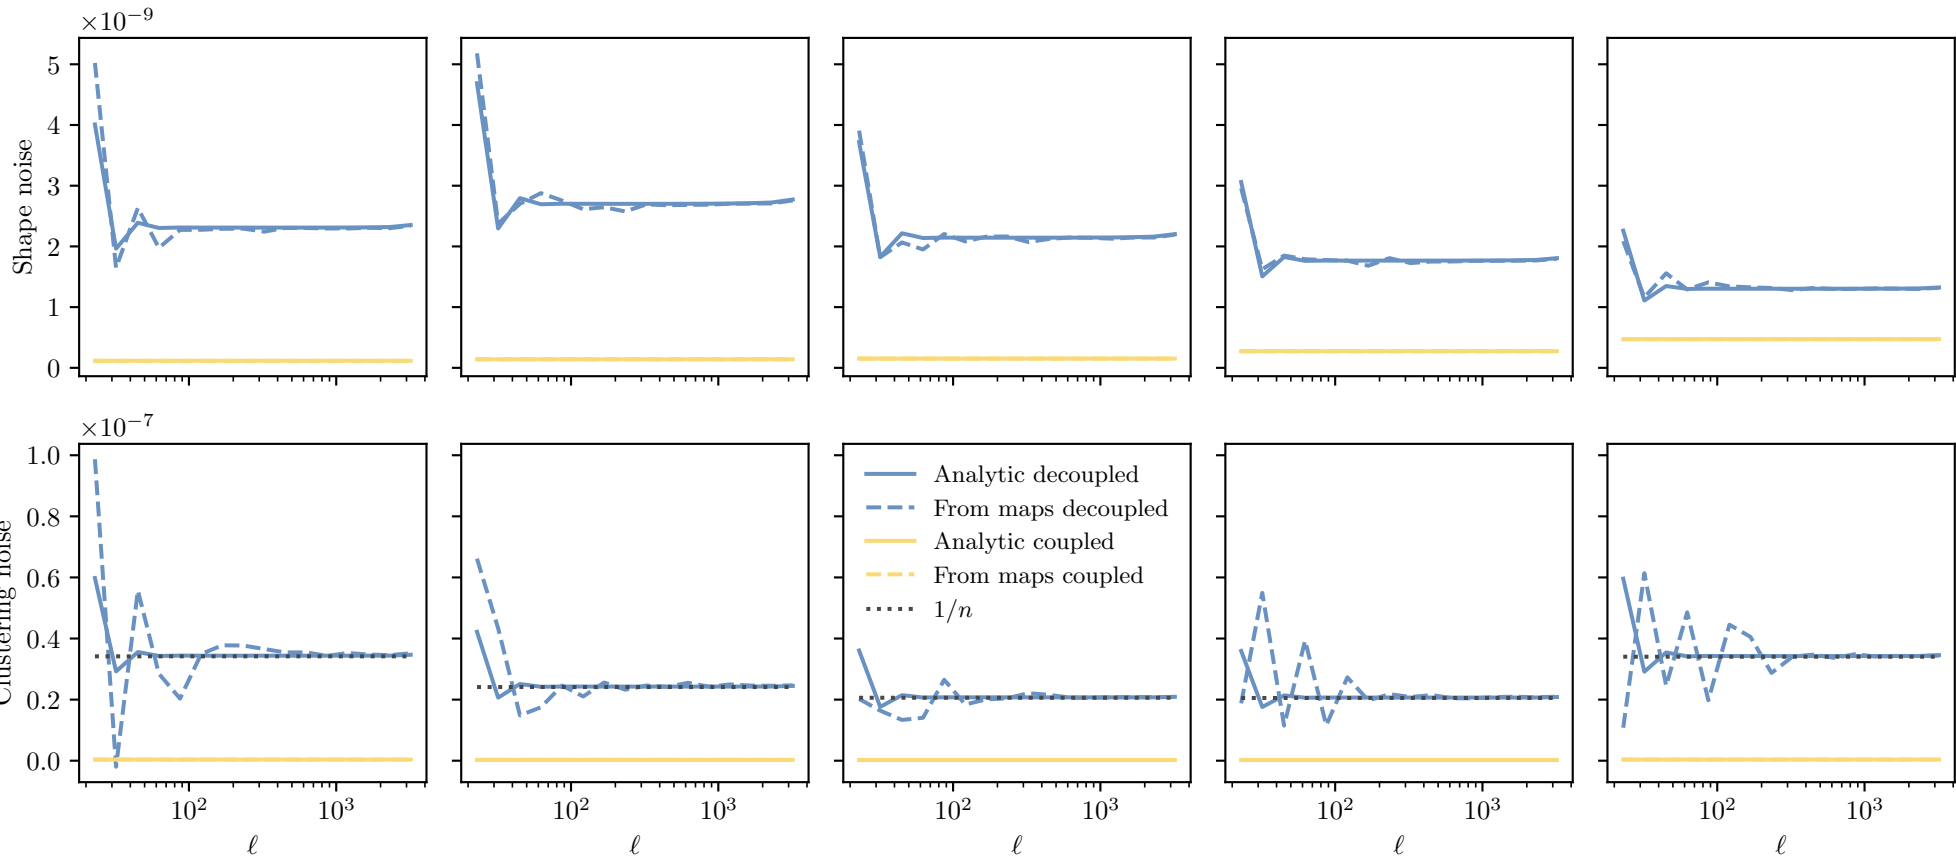 ×10⁻⁹
5
4
3
2
1
0
Shape noise
×10⁻⁷
1.0
0.8
0.6
0.4
0.2
0.0
Clustering noise
Analytic decoupled
From maps decoupled
Analytic coupled
From maps coupled
1/n
10² 10³ 10² 10³ 10² 10³ 10² 10³ 10² 10³
ℓ ℓ ℓ ℓ ℓ